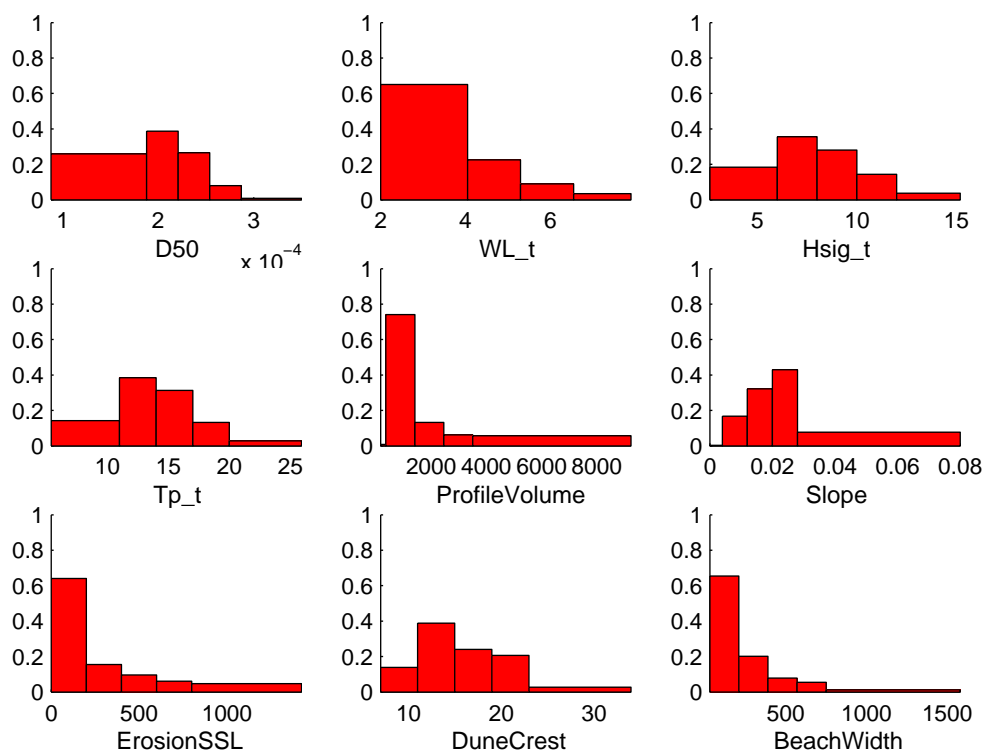 1 1 1
0.8 0.8 0.8
0.6 0.6 0.6
0.4 0.4 0.4
0.2 0.2 0.2
0 0 0
1 2 3 2 4 6 5 10 15
D50 WL_t Hsig_t
x 10⁻⁴
1 1 1
0.8 0.8 0.8
0.6 0.6 0.6
0.4 0.4 0.4
0.2 0.2 0.2
0 0 0
10 15 20 25 2000 4000 6000 8000 0 0.02 0.04 0.06 0.08
Tp_t ProfileVolume Slope
1 1 1
0.8 0.8 0.8
0.6 0.6 0.6
0.4 0.4 0.4
0.2 0.2 0.2
0 0 0
0 500 1000 10 20 30 500 1000 1500
ErosionSSL DuneCrest BeachWidth